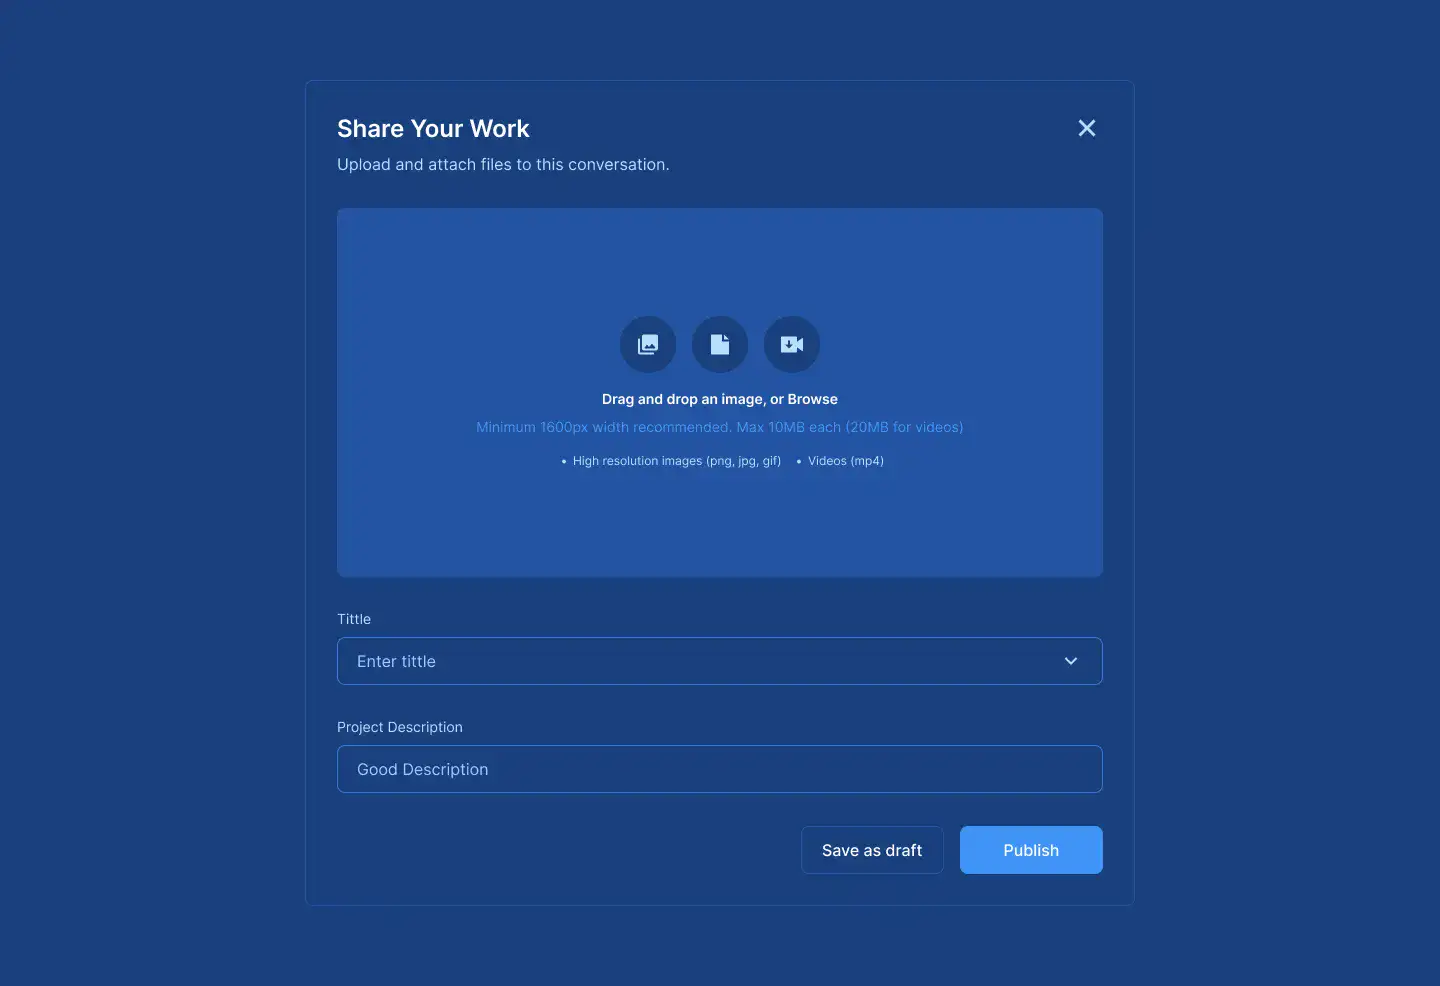 Share Your Work
Upload and attach files to this conversation.
Drag and drop an image, or Browse
Minimum 1600px width recommended. Max 10MB each (20MB for videos)
• High resolution images (png, jpg, gif) • Videos (mp4)
Tittle
Enter tittle
Project Description
Good Description
Save as draft Publish